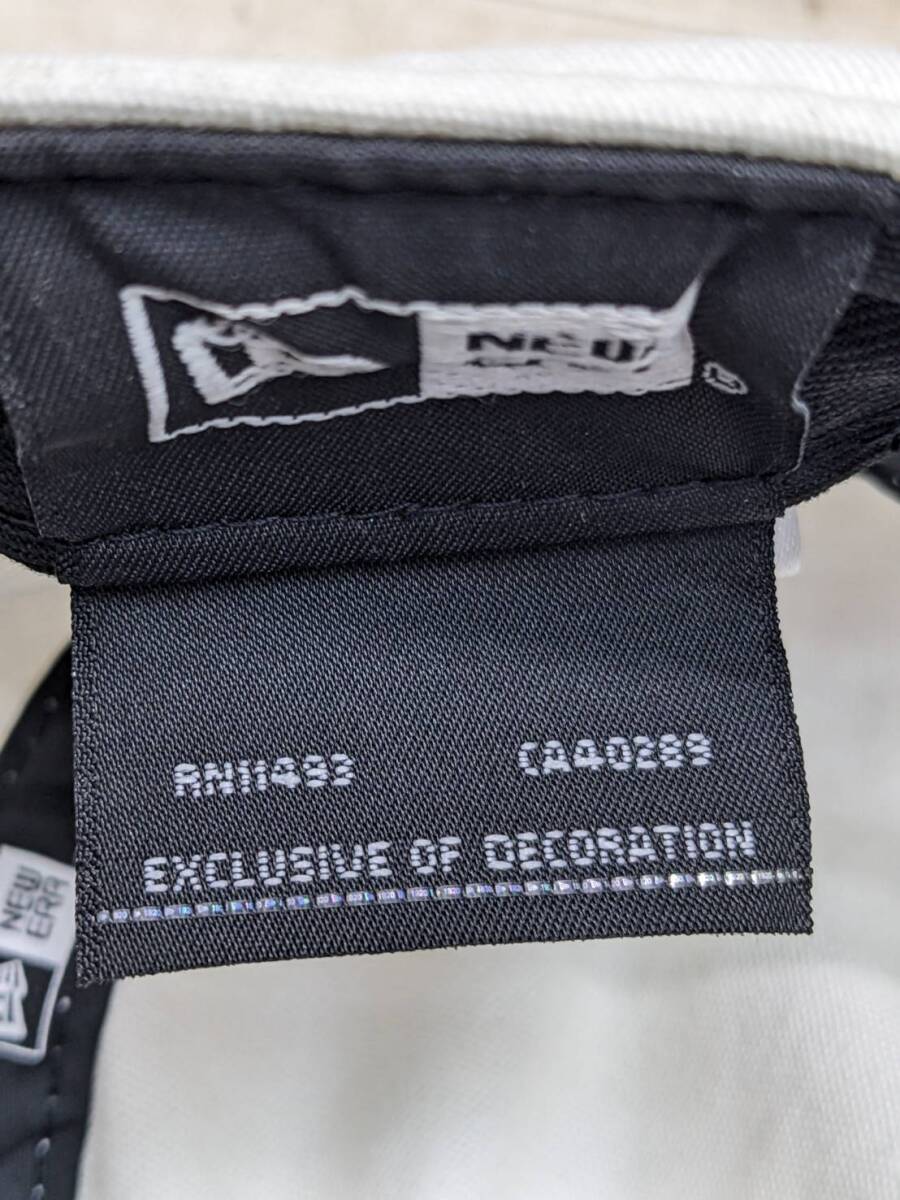 NEW
RN11493 CA40289
EXCLUSIVE OF DECORATION
NEW
ERA